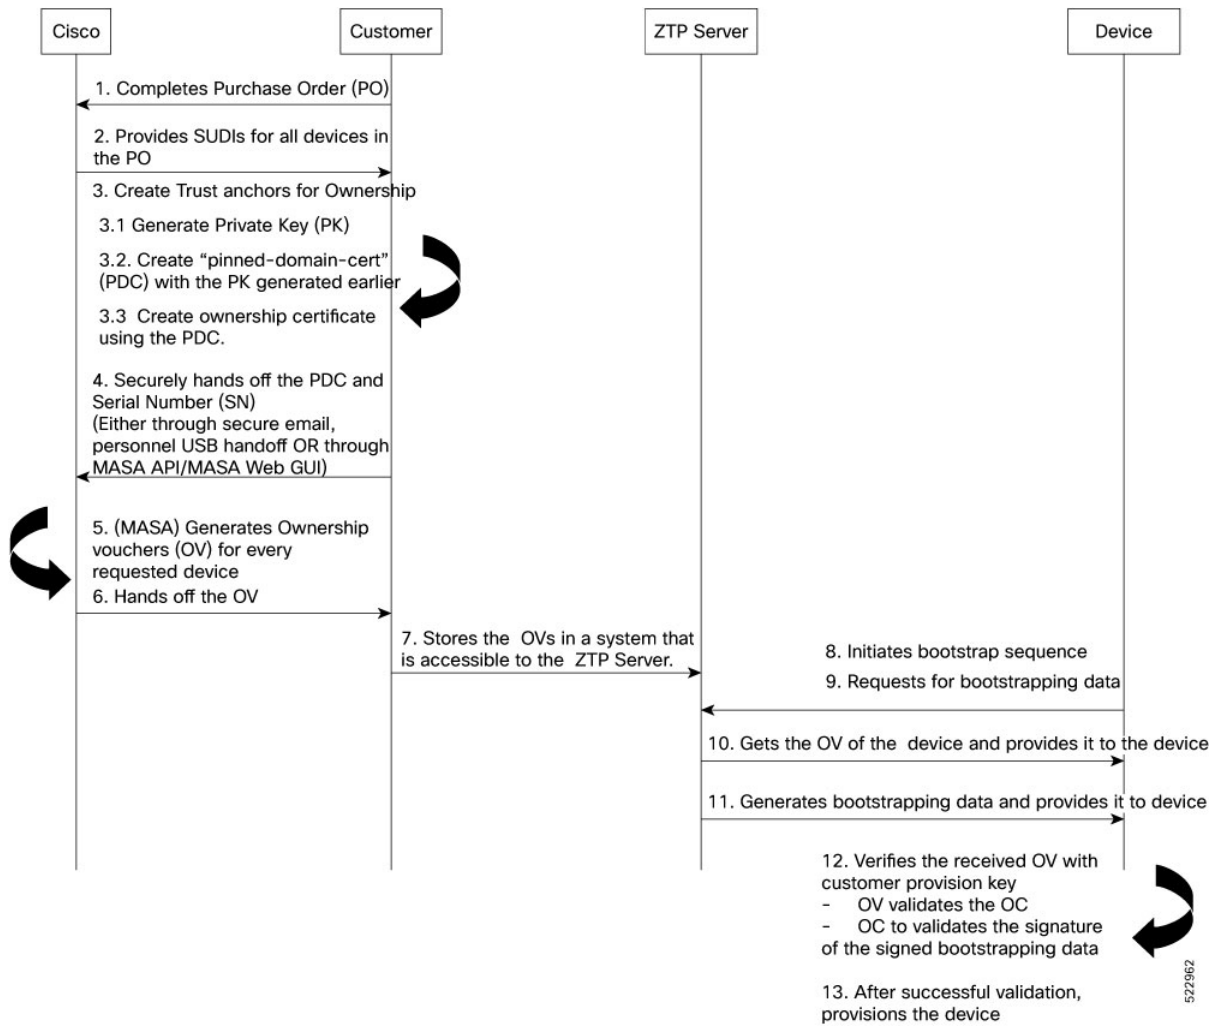 Cisco
Customer
ZTP Server
Device
1. Completes Purchase Order (PO)
2. Provides SUDIs for all devices in
the PO
3. Create Trust anchors for Ownership
3.1 Generate Private Key (PK)
3.2. Create “pinned-domain-cert”
(PDC) with the PK generated earlier
3.3 Create ownership certificate
using the PDC.
4. Securely hands off the PDC and
Serial Number (SN)
(Either through secure email,
personnel USB handoff OR through
MASA API/MASA Web GUI)
5. (MASA) Generates Ownership
vouchers (OV) for every
requested device
6. Hands off the OV
7. Stores the OVs in a system that
is accessible to the ZTP Server.
8. Initiates bootstrap sequence
9. Requests for bootstrapping data
10. Gets the OV of the device and provides it to the device
11. Generates bootstrapping data and provides it to device
12. Verifies the received OV with
customer provision key
- OV validates the OC
- OC to validates the signature
of the signed bootstrapping data
13. After successful validation,
provisions the device
522962